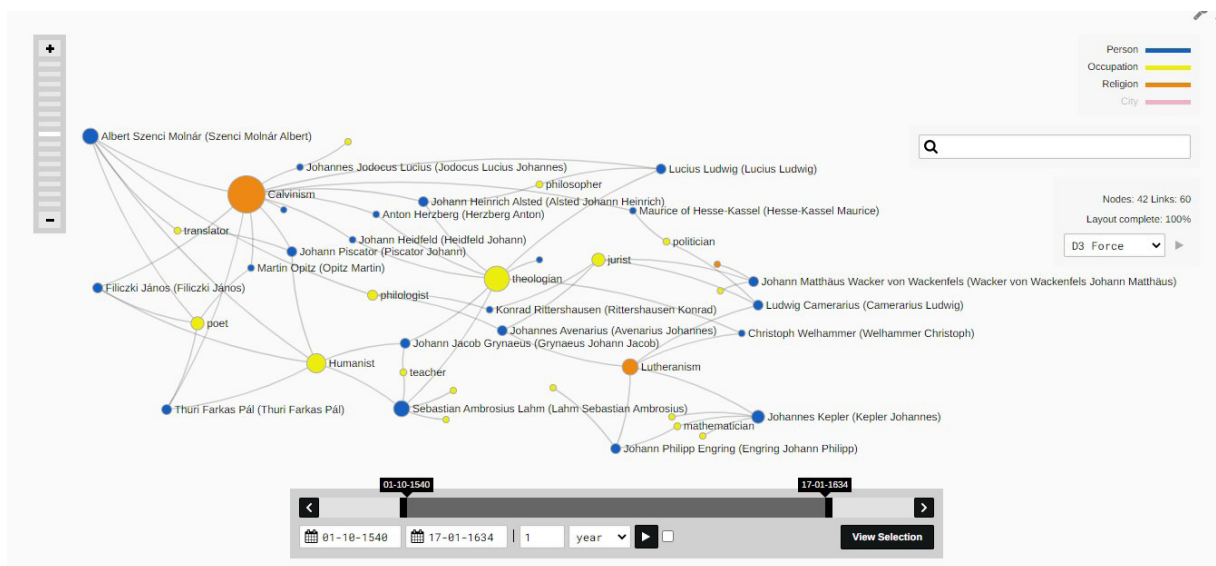 +
-
Person
Occupation
Religion
City
Nodes: 42 Links: 60
Layout complete: 100%
D3 Force
Albert Szenci Molnár (Szenci Molnár Albert)
Johannes Jodocus Lucius (Jodocus Lucius Johannes)
Lucius Ludwig (Lucius Ludwig)
philosopher
Calvinism
Johann Heinrich Alsted (Alsted Johann Heinrich)
Anton Herzberg (Herzberg Anton)
Maurice of Hesse-Kassel (Hesse-Kassel Maurice)
translator
Johann Heidfeld (Heidfeld Johann)
politician
Johann Piscator (Piscator Johann)
jurist
Martin Opitz (Opitz Martin)
theologian
Johann Matthäus Wacker von Wackenfels (Wacker von Wackenfels Johann Matthäus)
Filiczki János (Filiczki János)
philologist
Ludwig Camerarius (Camerarius Ludwig)
Konrad Rittershausen (Rittershausen Konrad)
poet
Johannes Avenarius (Avenarius Johannes)
Christoph Welhammer (Welhammer Christoph)
Johann Jacob Grynaeus (Grynaeus Johann Jacob)
Humanist
Lutheranism
teacher
Thuri Farkas Pál (Thuri Farkas Pál)
Sebastian Ambrosius Lahm (Lahm Sebastian Ambrosius)
Johannes Kepler (Kepler Johannes)
mathematician
Johann Philipp Engring (Engring Johann Philipp)
01-10-1540
17-01-1634
01-10-1540 17-01-1634 1 year View Selection